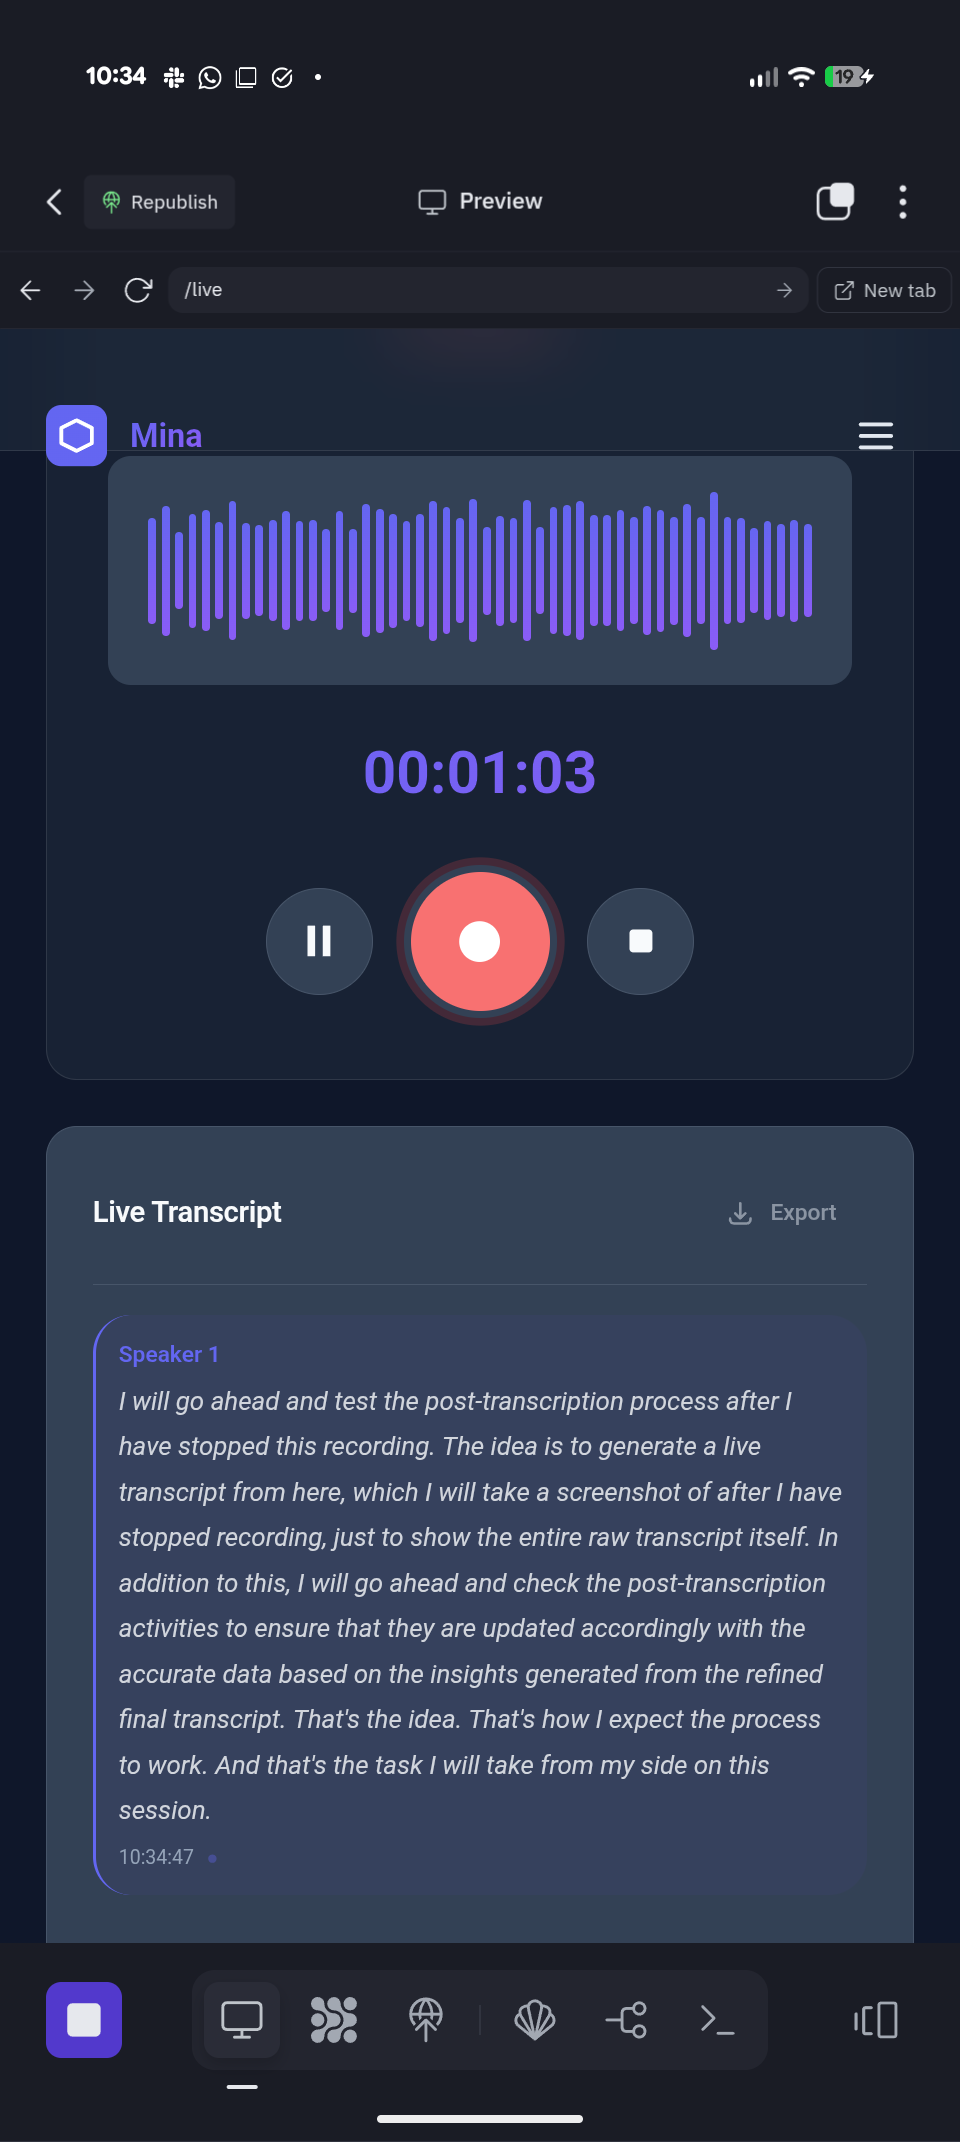 10:34
19
Republish
Preview
/live
New tab
Mina
00:01:03
Live Transcript
Export
Speaker 1
I will go ahead and test the post-transcription process after I
have stopped this recording. The idea is to generate a live
transcript from here, which I will take a screenshot of after I have
stopped recording, just to show the entire raw transcript itself. In
addition to this, I will go ahead and check the post-transcription
activities to ensure that they are updated accordingly with the
accurate data based on the insights generated from the refined
final transcript. That's the idea. That's how I expect the process
to work. And that's the task I will take from my side on this
session.
10:34:47